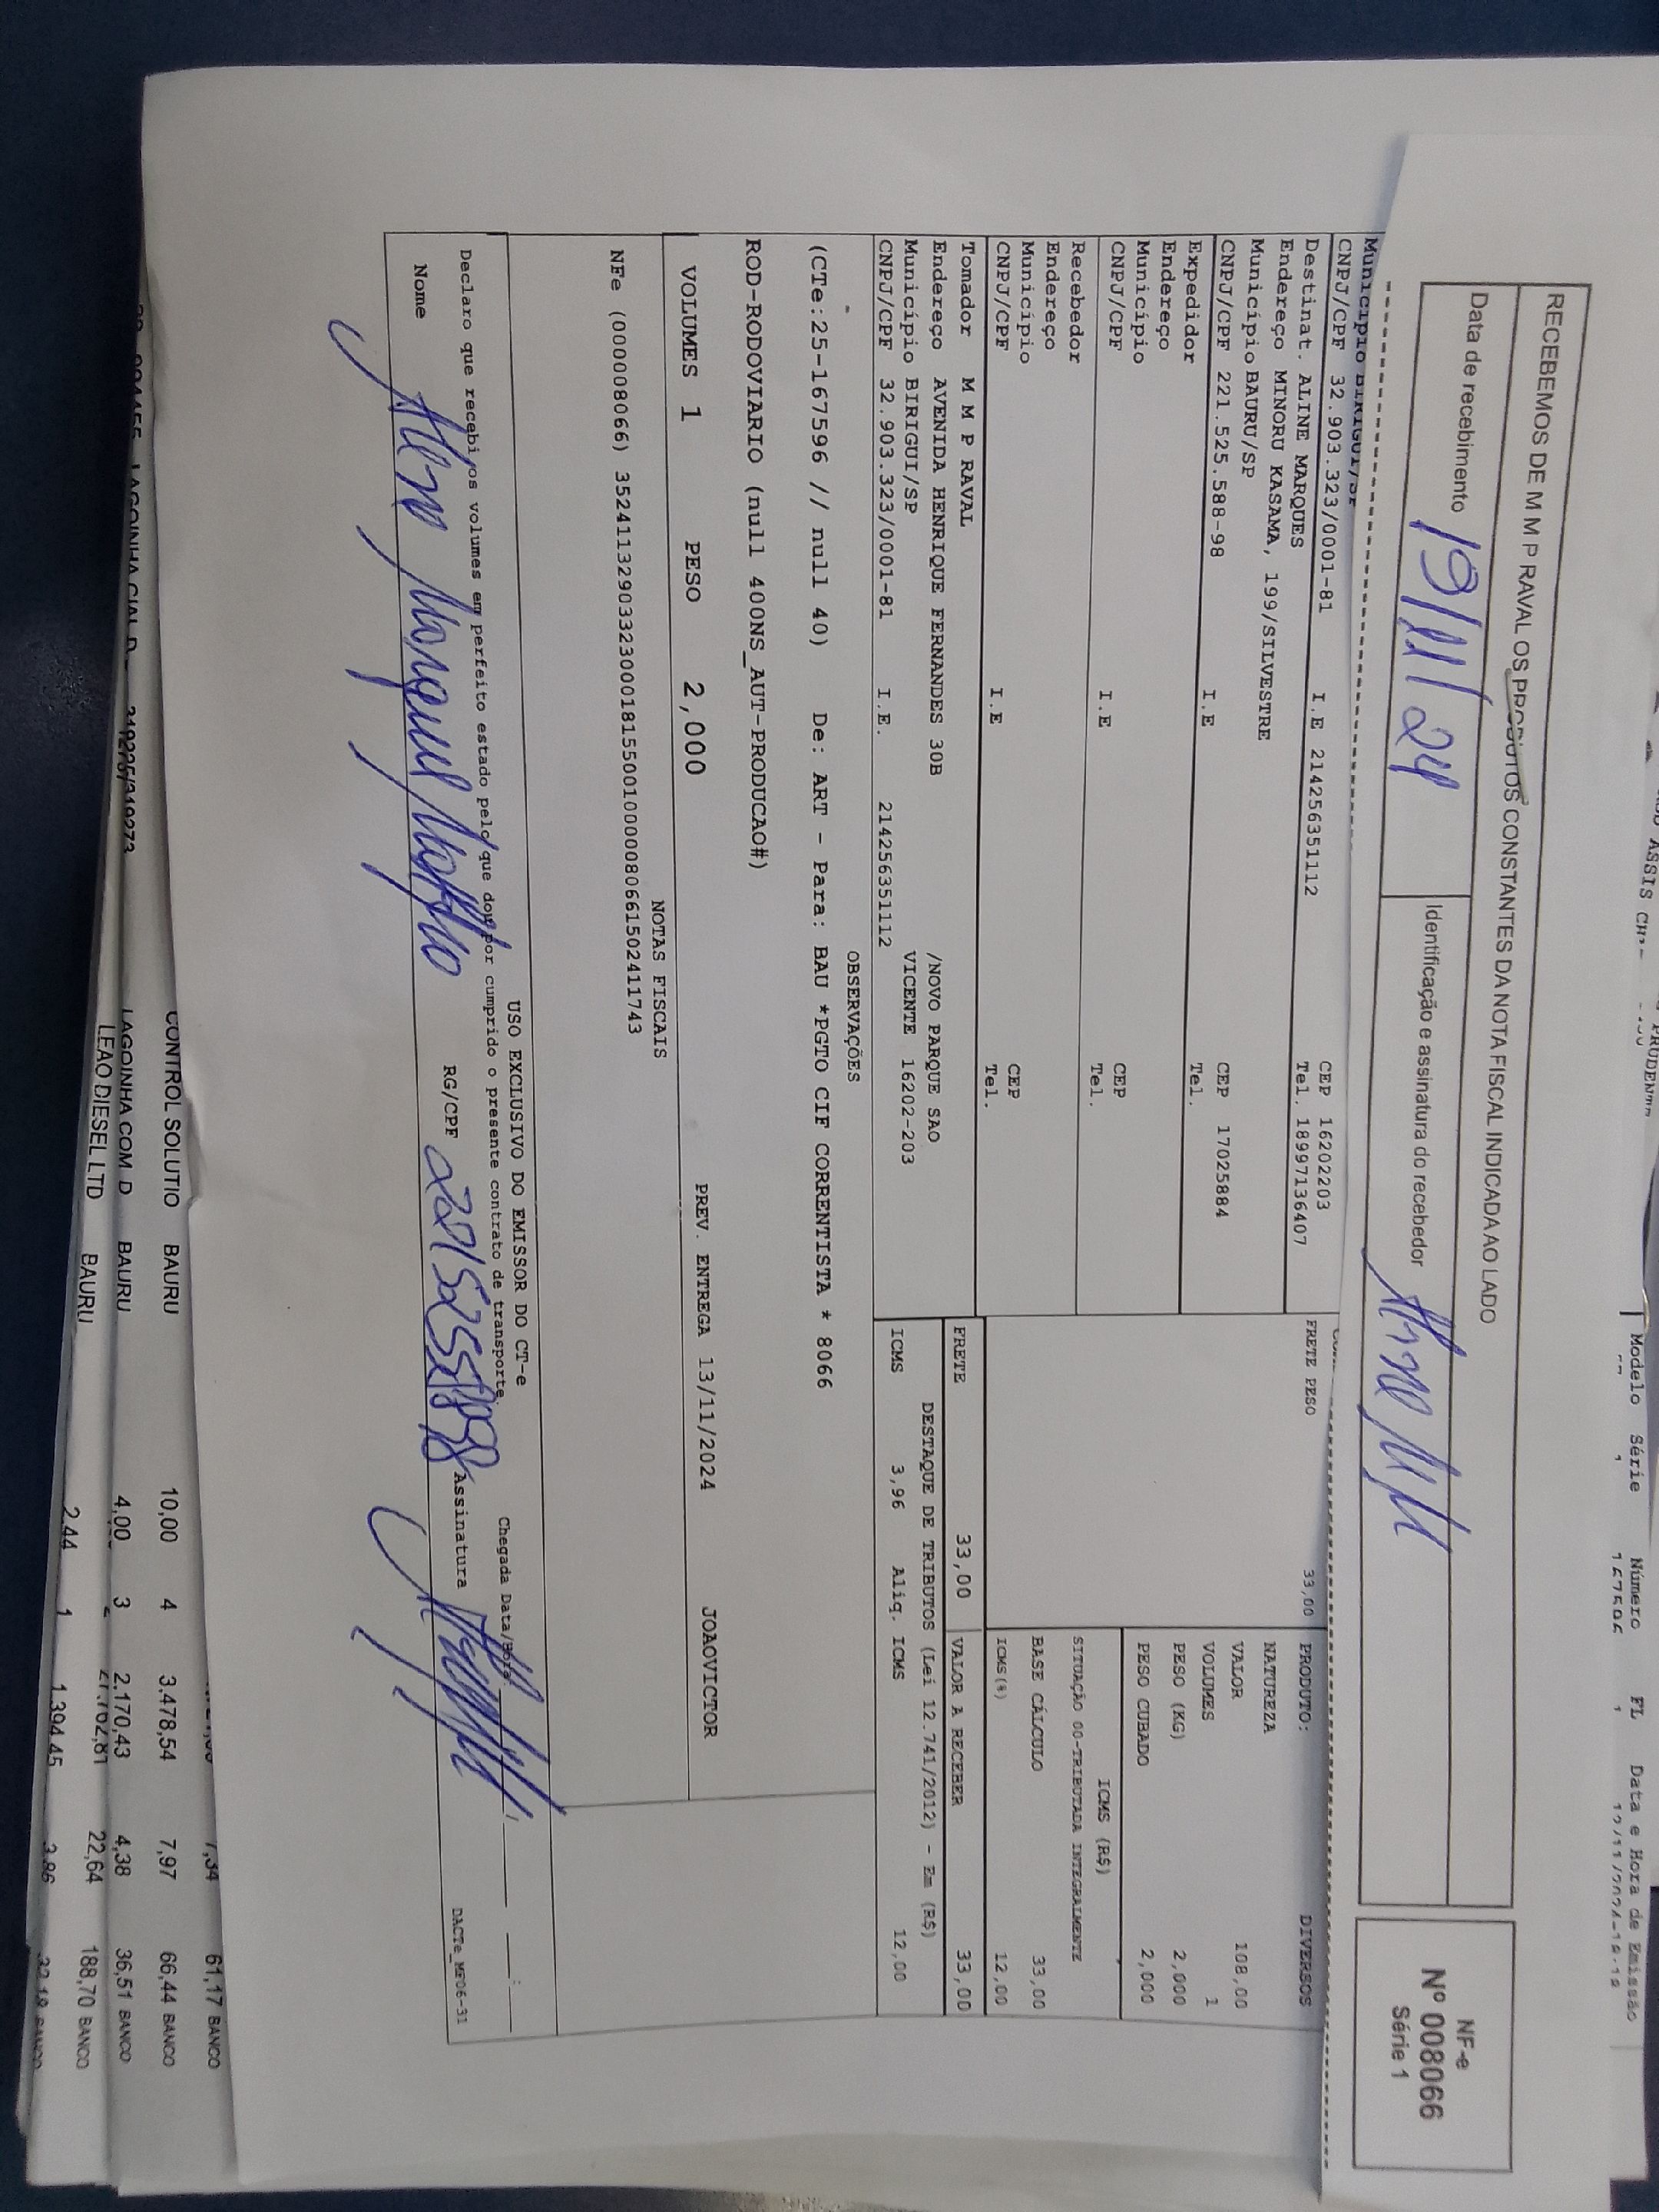 Modelo Série Número FL Data e Hora de Emissão
RECEBEMOS DE M M P RAVAL OS PRODUTOS CONSTANTES DA NOTA FISCAL INDICADA AO LADO
Data de recebimento 19/11/24
Identificação e assinatura do recebedor
NF-e
Nº 008066
Série 1
Município BIRIGUI/SP
CNPJ/CPF 32.903.323/0001-81 I.E 214256351112 CEP 16202203
Tel. 18997136407
Destinat. ALINE MARQUES
Endereço MINORU KASAMA, 199/SILVESTRE
Município BAURU/SP
CNPJ/CPF 221.525.588-98 I.E CEP 17025884
Tel.
Expedidor
Endereço
Município
CNPJ/CPF I.E CEP
Tel.
Recebedor
Endereço
Município
CNPJ/CPF I.E CEP
Tel.
Tomador M M P RAVAL
Endereço AVENIDA HENRIQUE FERNANDES 30B /NOVO PARQUE SAO
Município BIRIGUI/SP VICENTE 16202-203
CNPJ/CPF 32.903.323/0001-81 I.E. 214256351112
FRETE PESO 33,00
PRODUTO: DIVERSOS
NATUREZA
VALOR 108,00
VOLUMES 1
PESO (KG) 2,000
PESO CUBADO 2,000
ICMS (R$)
SITUAÇÃO 00-TRIBUTADA INTEGRALMENTE
BASE CÁLCULO 33,00
ICMS(%) 12,00
FRETE 33,00 VALOR A RECEBER 33,00
DESTAQUE DE TRIBUTOS (Lei 12.741/2012) - Em (R$)
ICMS 3,96 Aliq. ICMS 12,00
OBSERVAÇÕES
(CTe:25-167596 // null 40) De: ART - Para: BAU *PGTO CIF CORRENTISTA * 8066
ROD-RODOVIARIO (null 400NS_AUT-PRODUCAO#)
VOLUMES 1 PESO 2,000 PREV. ENTREGA 13/11/2024 JOAOVICTOR
NOTAS FISCAIS
NFe (000008066) 35241132903323000181550010000080661502411743
USO EXCLUSIVO DO EMISSOR DO CT-e
Declaro que recebi os volumes em perfeito estado pelo que dou por cumprido o presente contrato de transporte
Chegada Data/Hora:
Nome RG/CPF Assinatura
DACTe_MF06-31
61,17 BANCO
CONTROL SOLUTIO BAURU 10,00 4 3.478,54 7,97 66,44 BANCO
LAGOINHA COM D BAURU 4,00 3 2.170,43 4,38 36,51 BANCO
LEAO DIESEL LTD BAURU 22,64 188,70 BANCO
2,44 1 1.394,45 3,86